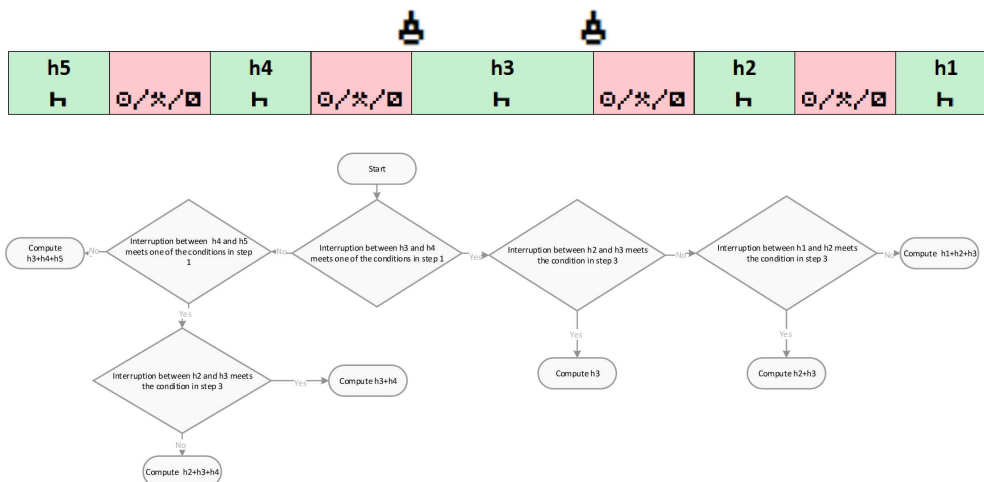 h5
h4
h3
h2
h1
Start
Interruption between h4 and h5
meets one of the conditions in step
1
Interruption between h3 and h4
meets one of the conditions in step 1
Interruption between h2 and h3 meets
the condition in step 3
Interruption between h1 and h2 meets
the condition in step 3
Compute
h3+h4+h5
No
No
Yes
No
No
Compute h1+h2+h3
Yes
Yes
Yes
Interruption between h2 and h3 meets
the condition in step 3
Yes
Compute h3+h4
Compute h3
Compute h2+h3
No
Compute h2+h3+h4